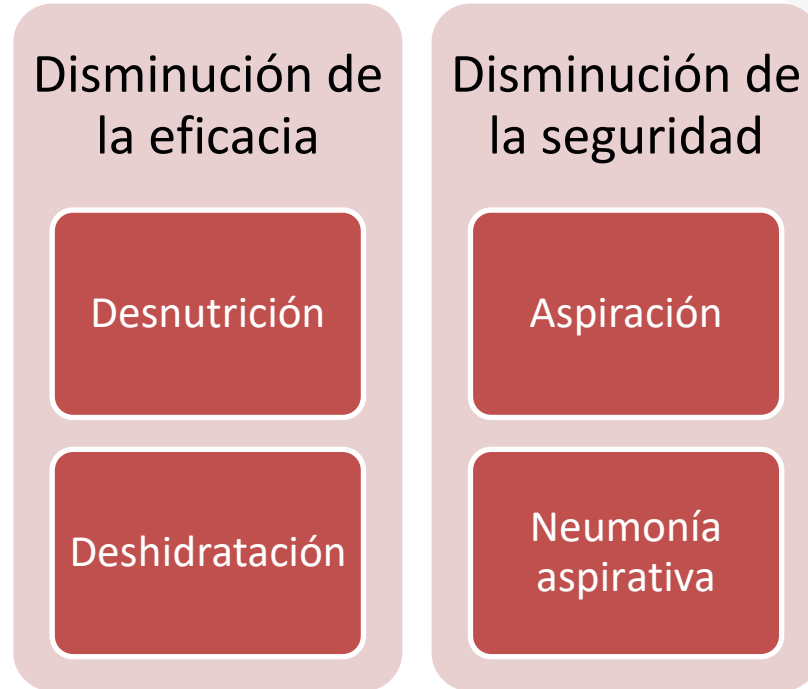 Disminución de
la eficacia
Desnutrición
Deshidratación
Disminución de
la seguridad
Aspiración
Neumonía
aspirativa